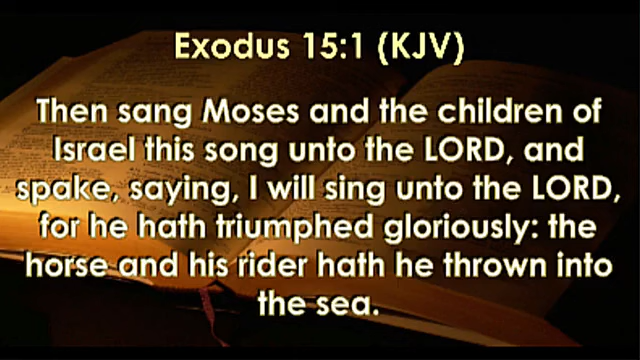 Exodus 15:1 (KJV)
Then sang Moses and the children of
Israel this song unto the LORD, and
spake, saying, I will sing unto the LORD,
for he hath triumphed gloriously: the
horse and his rider hath he thrown into
the sea.